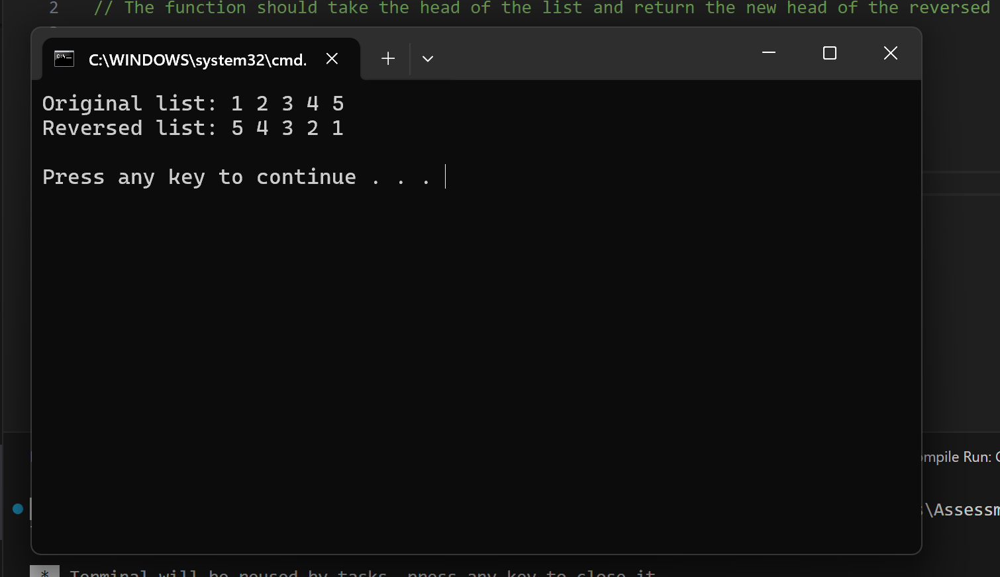 2 // The function should take the head of the list and return the new head of the reversed
C:\WINDOWS\system32\cmd.
Original list: 1 2 3 4 5
Reversed list: 5 4 3 2 1
Press any key to continue . . .
Run:
\Assessm
* Terminal will be reused by tasks, press any key to close it